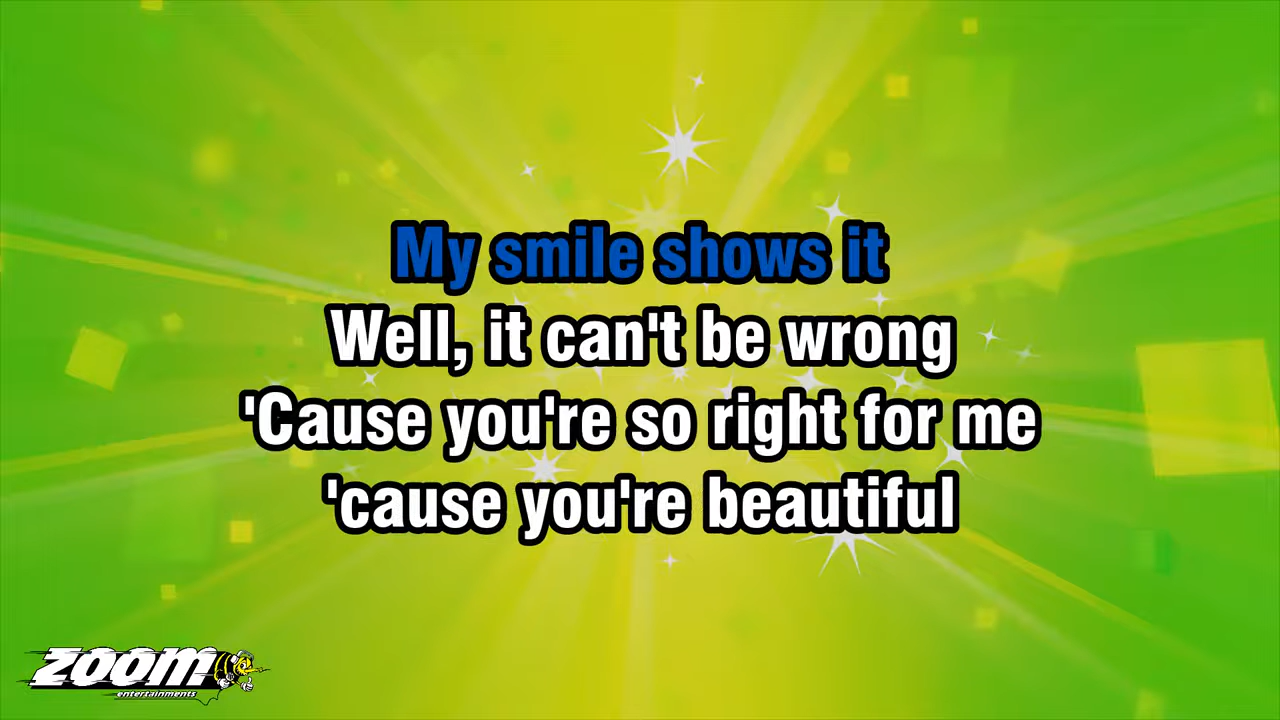 My smile shows it
Well, it can't be wrong
'Cause you're so right for me
'cause you're beautiful
ZOOM
entertainments